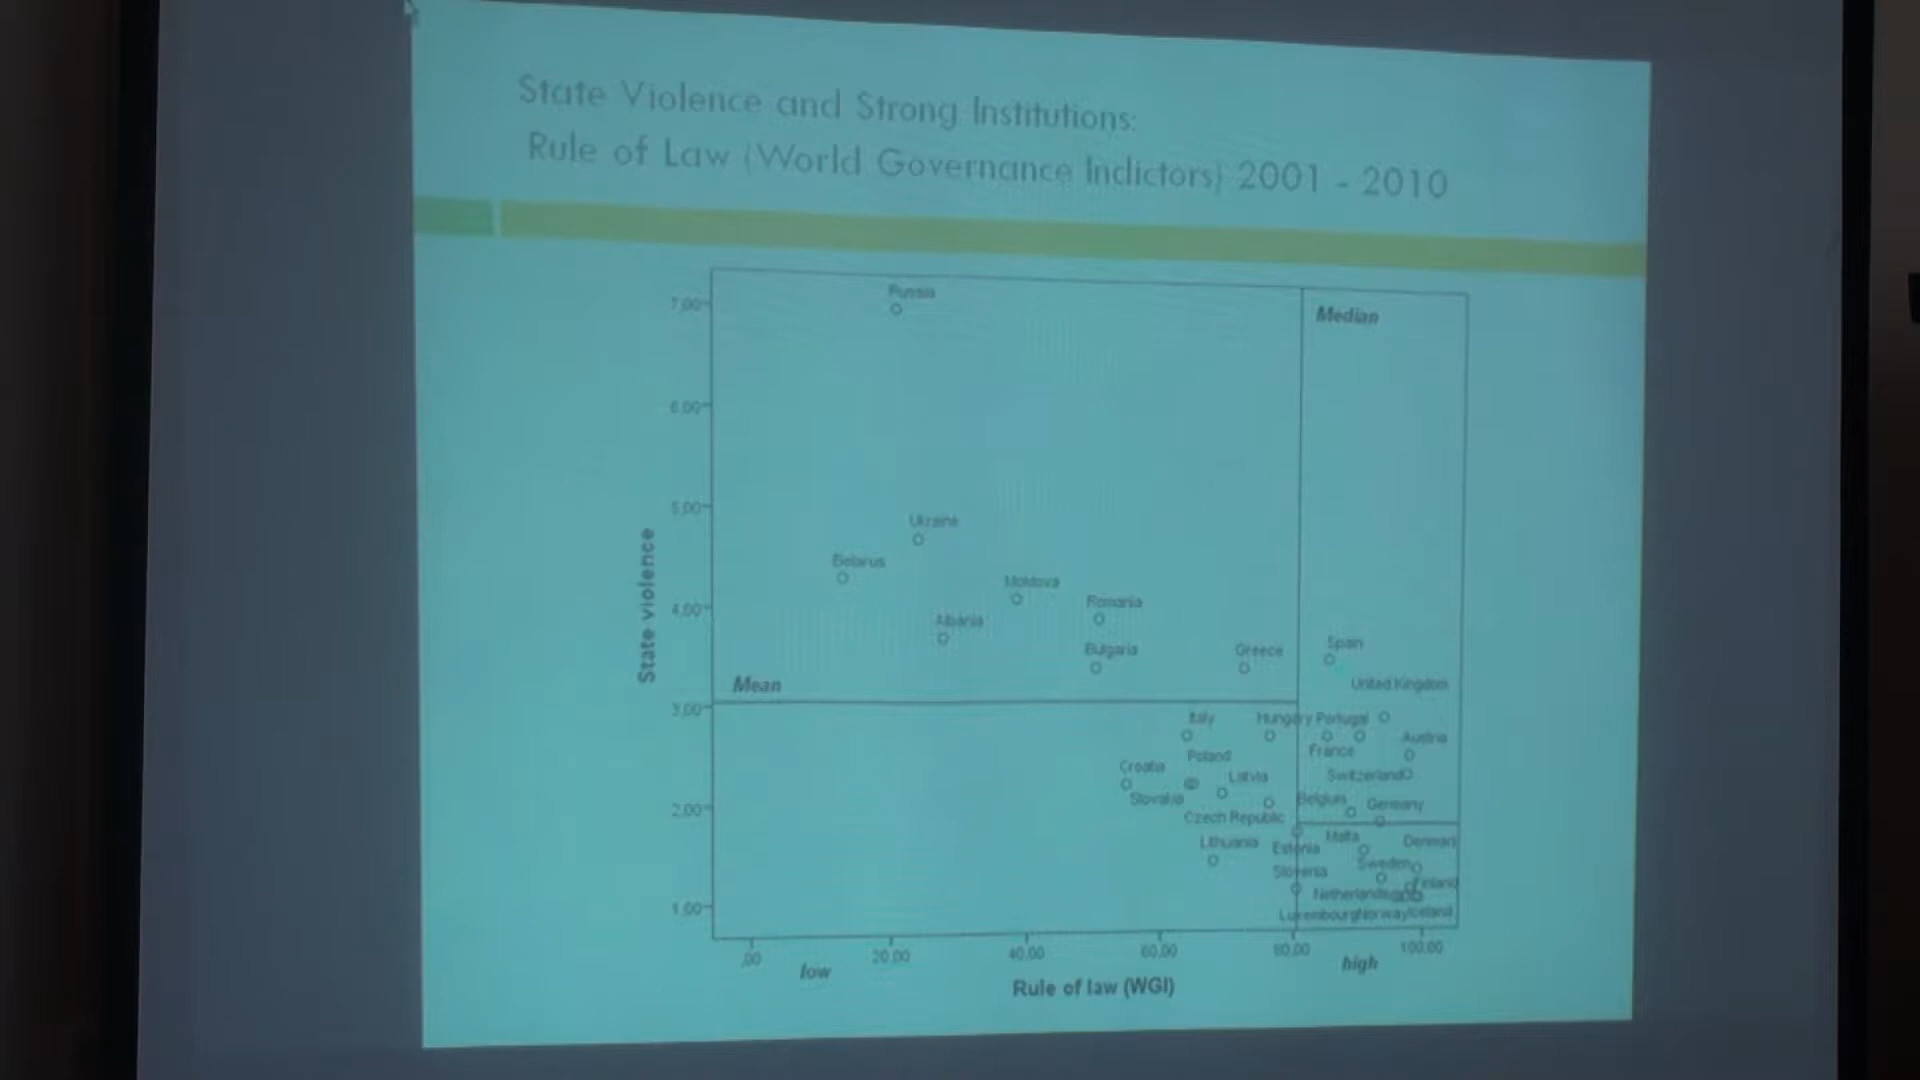 State Violence and Strong Institutions:
Rule of Law (World Governance Indictors) 2001 - 2010
Russia
Median
7,00
6,00
5,00
Ukraine
Belarus
Moldova
4,00
Romania
Albania
Bulgaria
Greece
Spain
State violence
Mean
United Kingdom
3,00
Italy
Hungary
Portugal
Austria
France
Poland
Croatia
Latvia
Switzerland
Slovakia
Belgium
Germany
2,00
Czech Republic
Malta
Denmark
Lithuania
Estonia
Sweden
Slovenia
Finland
Netherlands
1,00
Luxembourg
Norway
Iceland
,00
20,00
40,00
60,00
80,00
100,00
low
high
Rule of law (WGI)